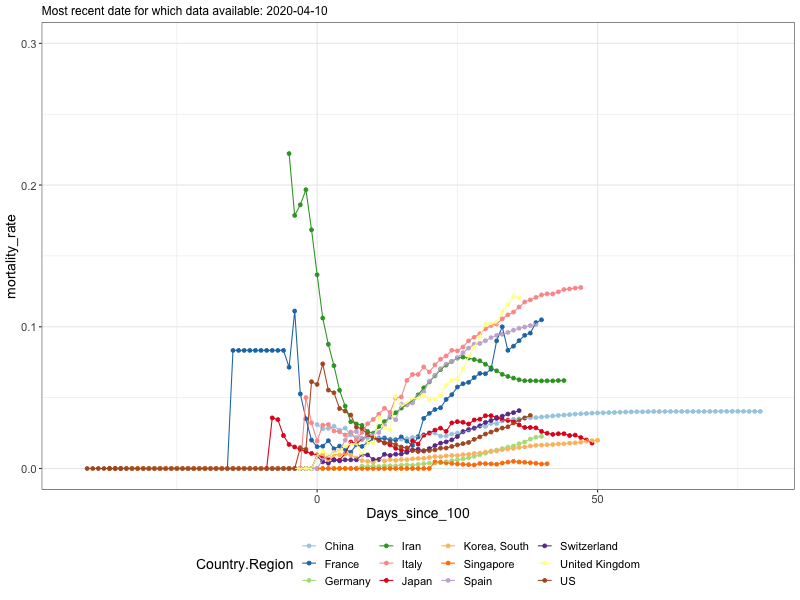 Most recent date for which data available: 2020-04-10
0.3
0.2
0.1
0.0
mortality_rate
0
50
Days_since_100
Country.Region
China
Iran
Korea, South
Switzerland
France
Italy
Singapore
United Kingdom
Germany
Japan
Spain
US